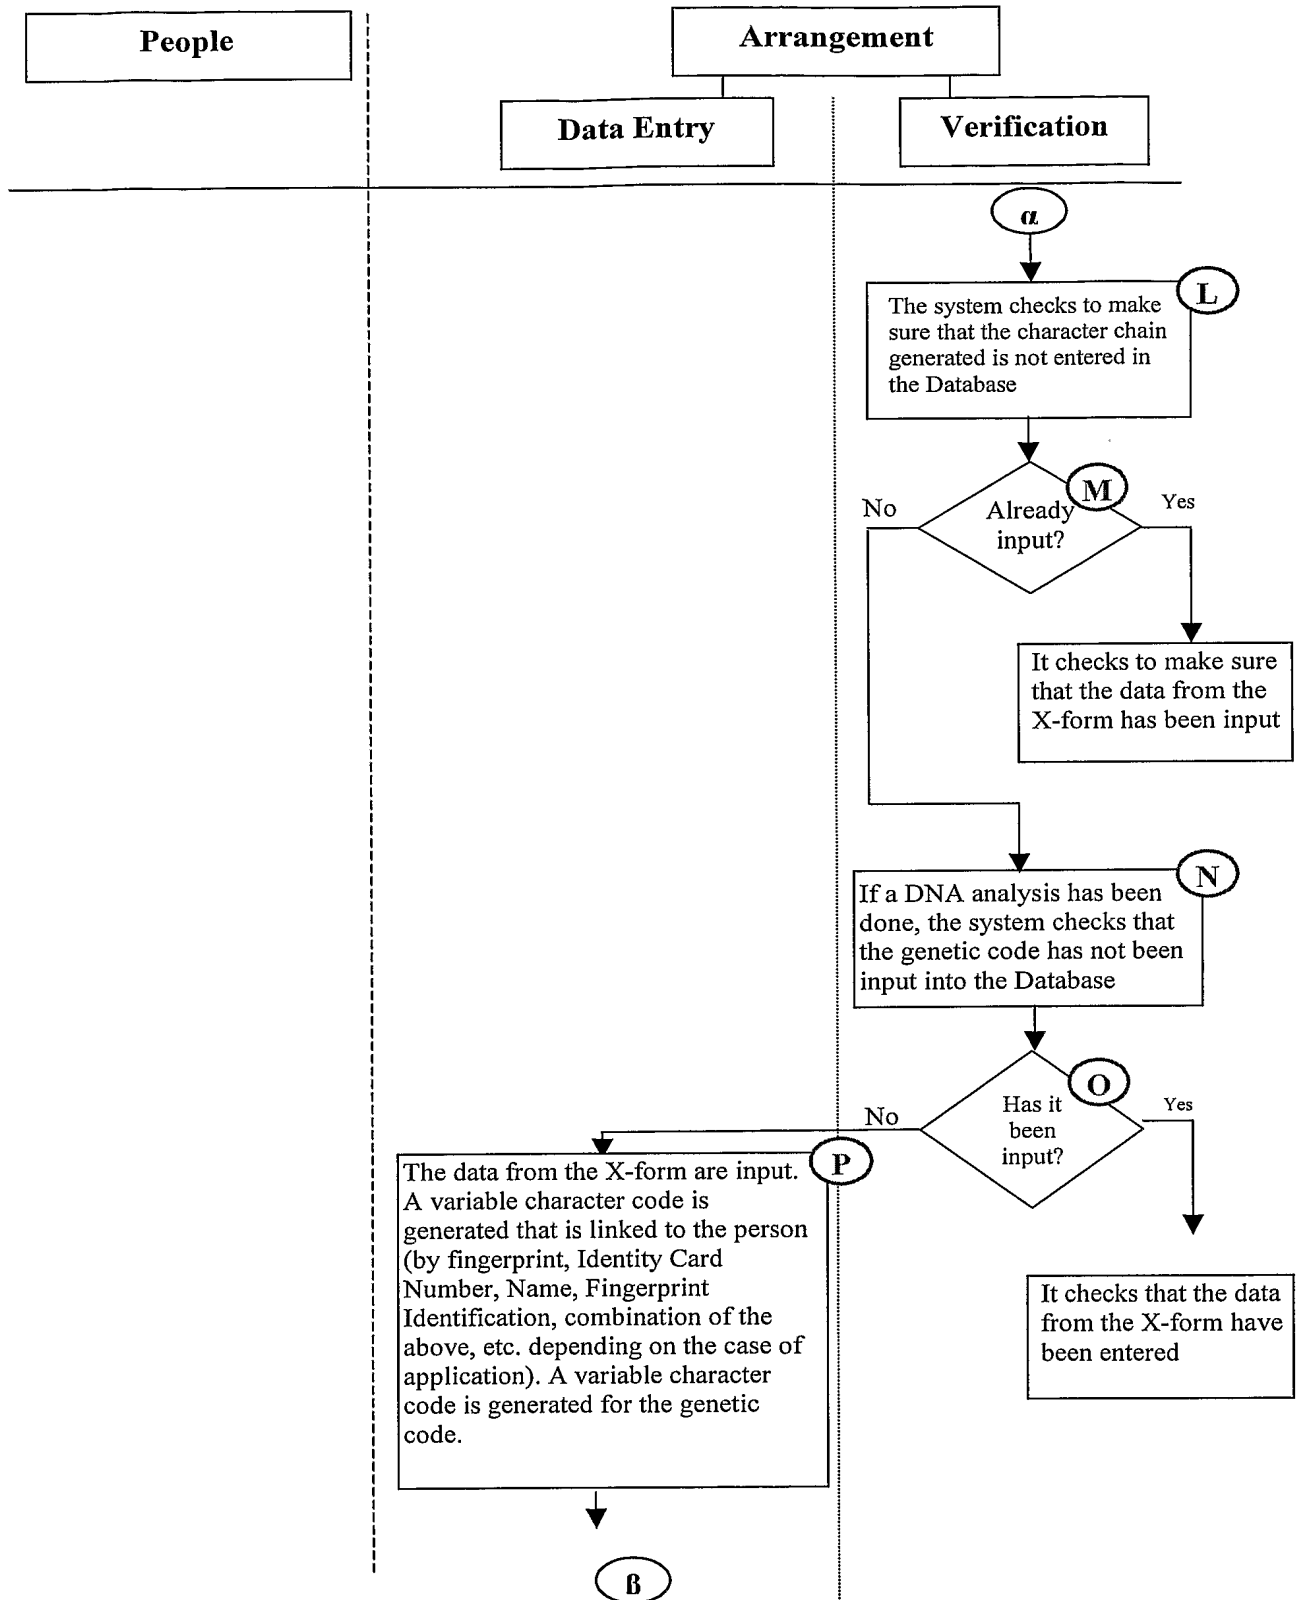 People
Arrangement
Data Entry
Verification
α
L
The system checks to make
sure that the character chain
generated is not entered in
the Database
M
No
Already
input?
Yes
It checks to make sure
that the data from the
X-form has been input
N
If a DNA analysis has been
done, the system checks that
the genetic code has not been
input into the Database
O
No
Has it
been
input?
Yes
P
The data from the X-form are input.
A variable character code is
generated that is linked to the person
(by fingerprint, Identity Card
Number, Name, Fingerprint
Identification, combination of the
above, etc. depending on the case of
application). A variable character
code is generated for the genetic
code.
It checks that the data
from the X-form have
been entered
ß